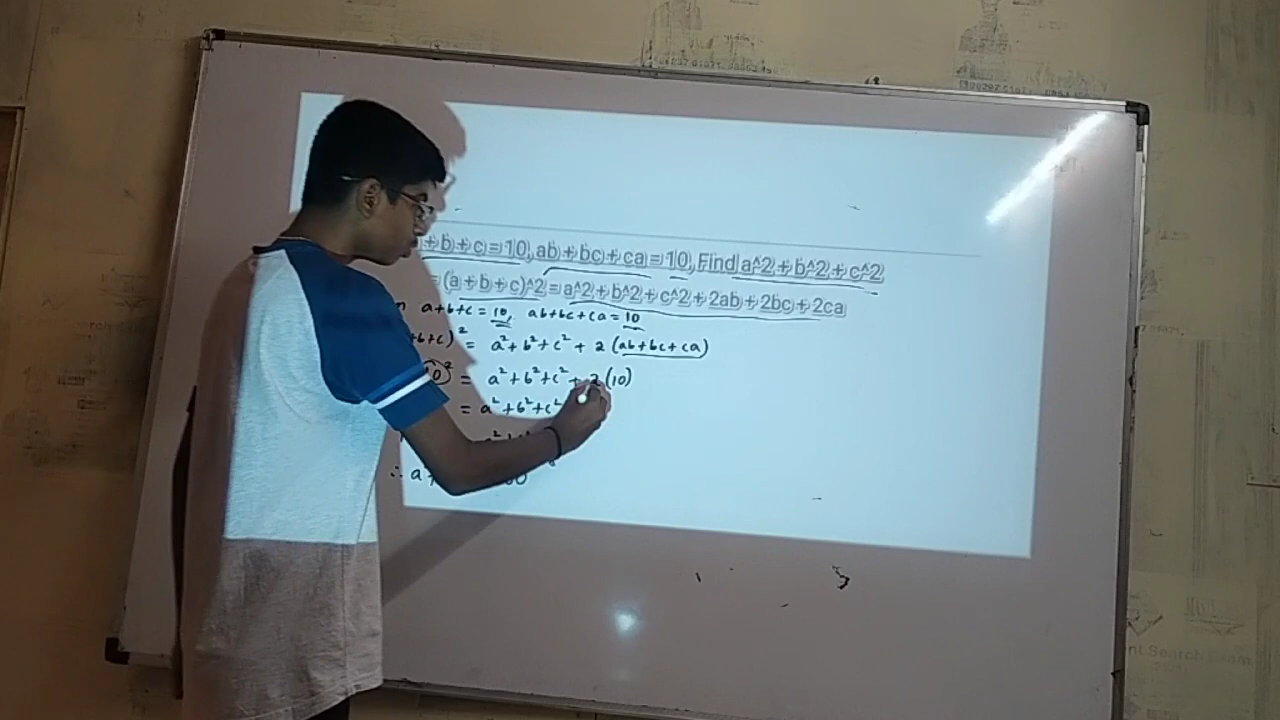 + b + c = 10, ab + bc + ca = 10, Find a^2 + b^2 + c^2
= (a + b + c)^2 = a^2 + b^2 + c^2 + 2ab + 2bc + 2ca
a+b+c = 10, ab+bc+ca = 10
+b+c)² = a²+b²+c² + 2 (ab+bc+ca)
10² = a²+b²+c² + 2 (10)
= a²+b²+c²
∴ a²